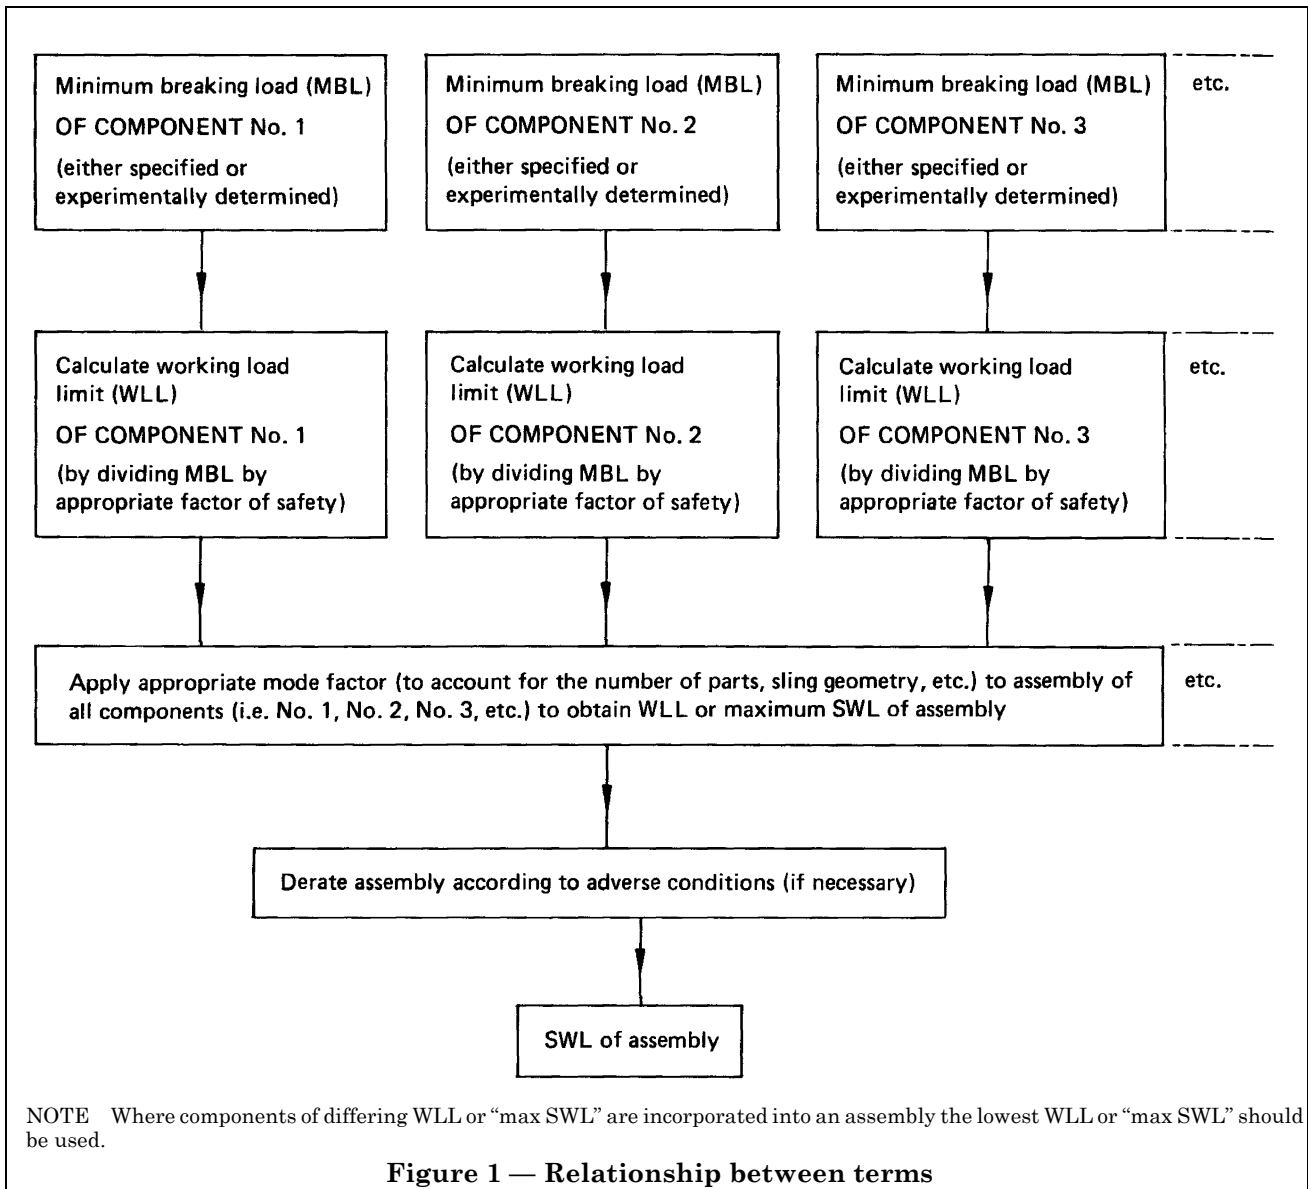 Minimum breaking load (MBL)
OF COMPONENT No. 1
(either specified or
experimentally determined)
Minimum breaking load (MBL)
OF COMPONENT No. 2
(either specified or
experimentally determined)
Minimum breaking load (MBL)
OF COMPONENT No. 3
(either specified or
experimentally determined)
etc.
Calculate working load
limit (WLL)
OF COMPONENT No. 1
(by dividing MBL by
appropriate factor of safety)
Calculate working load
limit (WLL)
OF COMPONENT No. 2
(by dividing MBL by
appropriate factor of safety)
Calculate working load
limit (WLL)
OF COMPONENT No. 3
(by dividing MBL by
appropriate factor of safety)
etc.
Apply appropriate mode factor (to account for the number of parts, sling geometry, etc.) to assembly of
all components (i.e. No. 1, No. 2, No. 3, etc.) to obtain WLL or maximum SWL of assembly
etc.
Derate assembly according to adverse conditions (if necessary)
SWL of assembly
NOTE Where components of differing WLL or “max SWL” are incorporated into an assembly the lowest WLL or “max SWL” should
be used.
Figure 1 — Relationship between terms